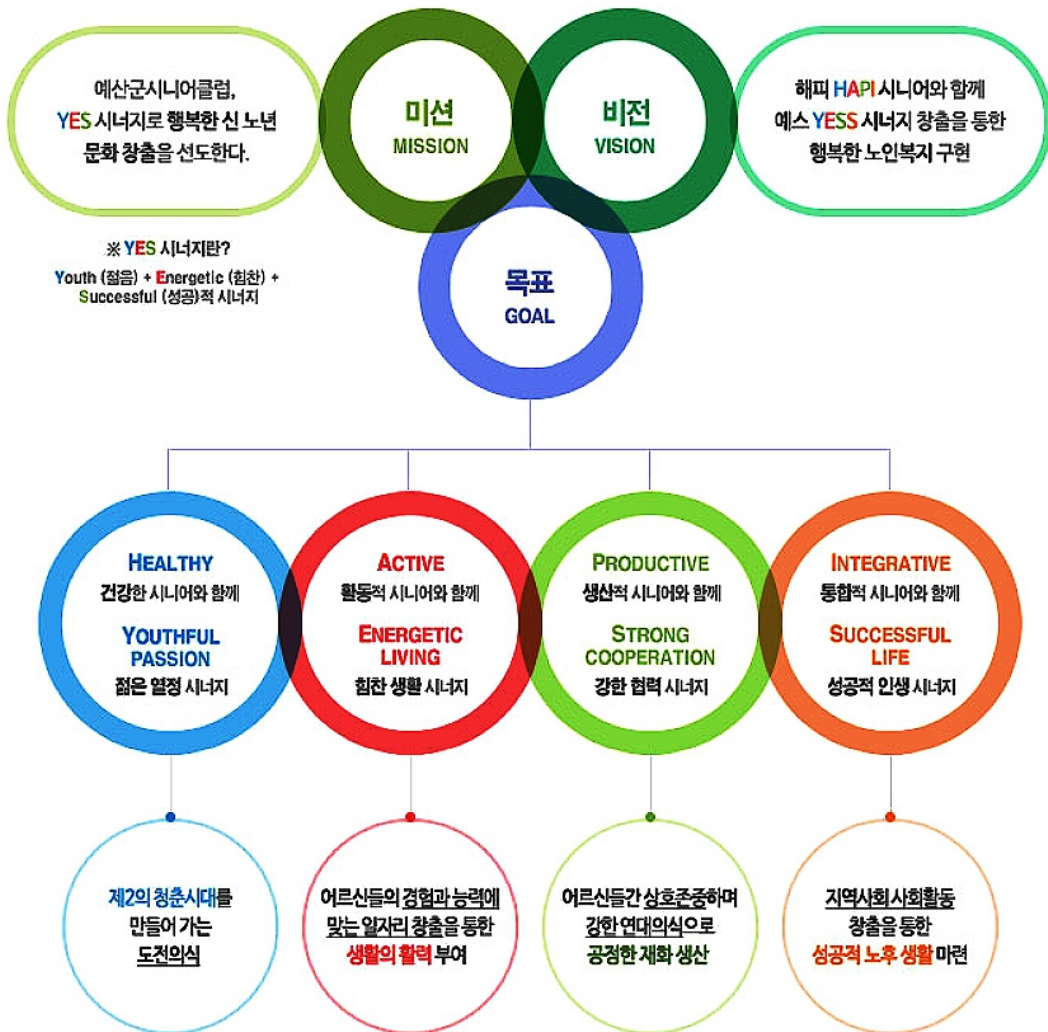 예산군시니어클럽,
YES 시너지로 행복한 신 노년
문화 창출을 선도한다.
미션
MISSION
비전
VISION
해피 HAPI 시니어와 함께
예스 YESS 시너지 창출을 통한
행복한 노인복지 구현
※ YES 시너지란?
Youth (젊음) + Energetic (힘찬) +
Successful (성공)적 시너지
목표
GOAL
HEALTHY
건강한 시니어와 함께
YOUTHFUL
PASSION
젊은 열정 시너지
ACTIVE
활동적 시니어와 함께
ENERGETIC
LIVING
힘찬 생활 시너지
PRODUCTIVE
생산적 시니어와 함께
STRONG
COOPERATION
강한 협력 시너지
INTEGRATIVE
통합적 시니어와 함께
SUCCESSFUL
LIFE
성공적 인생 시너지
제2의 청춘시대를
만들어 가는
도전의식
어르신들의 경험과 능력에
맞는 일자리 창출을 통한
생활의 활력 부여
어르신들간 상호존중하며
강한 연대의식으로
공정한 재화 생산
지역사회 사회활동
창출을 통한
성공적 노후 생활 마련